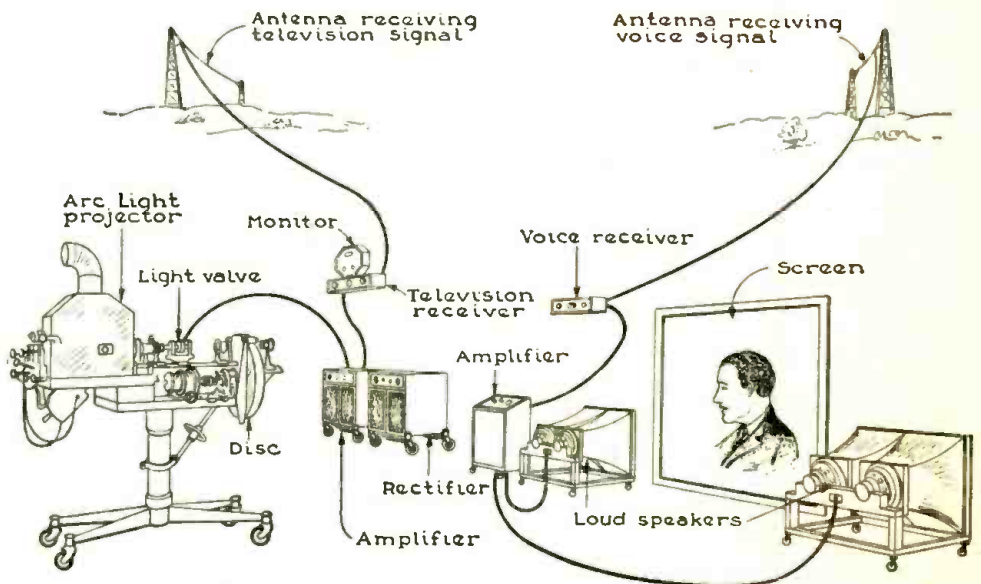 Antenna receiving
television signal
Antenna receiving
voice signal
Arc Light
projector
Monitor
Voice receiver
Light valve
Screen
Television
receiver
Amplifier
Disc
Rectifier
Loud speakers
Amplifier